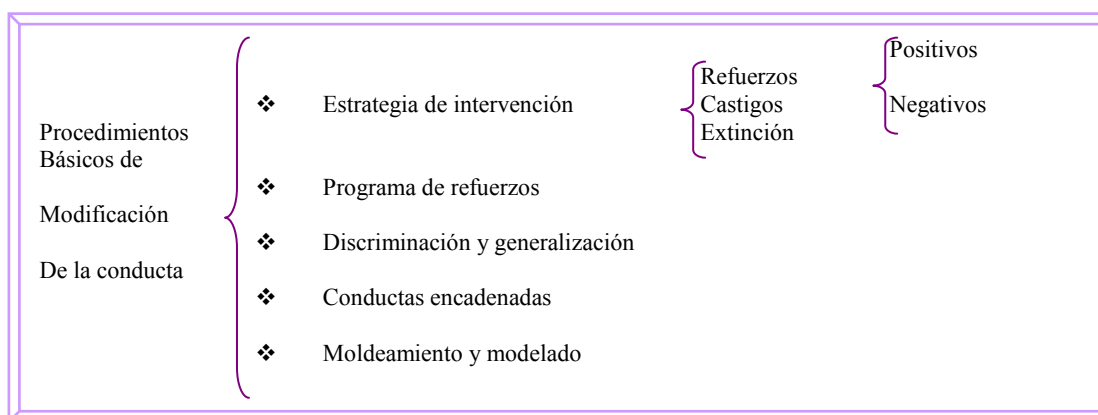 Procedimientos
Básicos de
Modificación
De la conducta
❖ Estrategia de intervención
Refuerzos
Castigos
Extinción
Positivos
Negativos
❖ Programa de refuerzos
❖ Discriminación y generalización
❖ Conductas encadenadas
❖ Moldeamiento y modelado